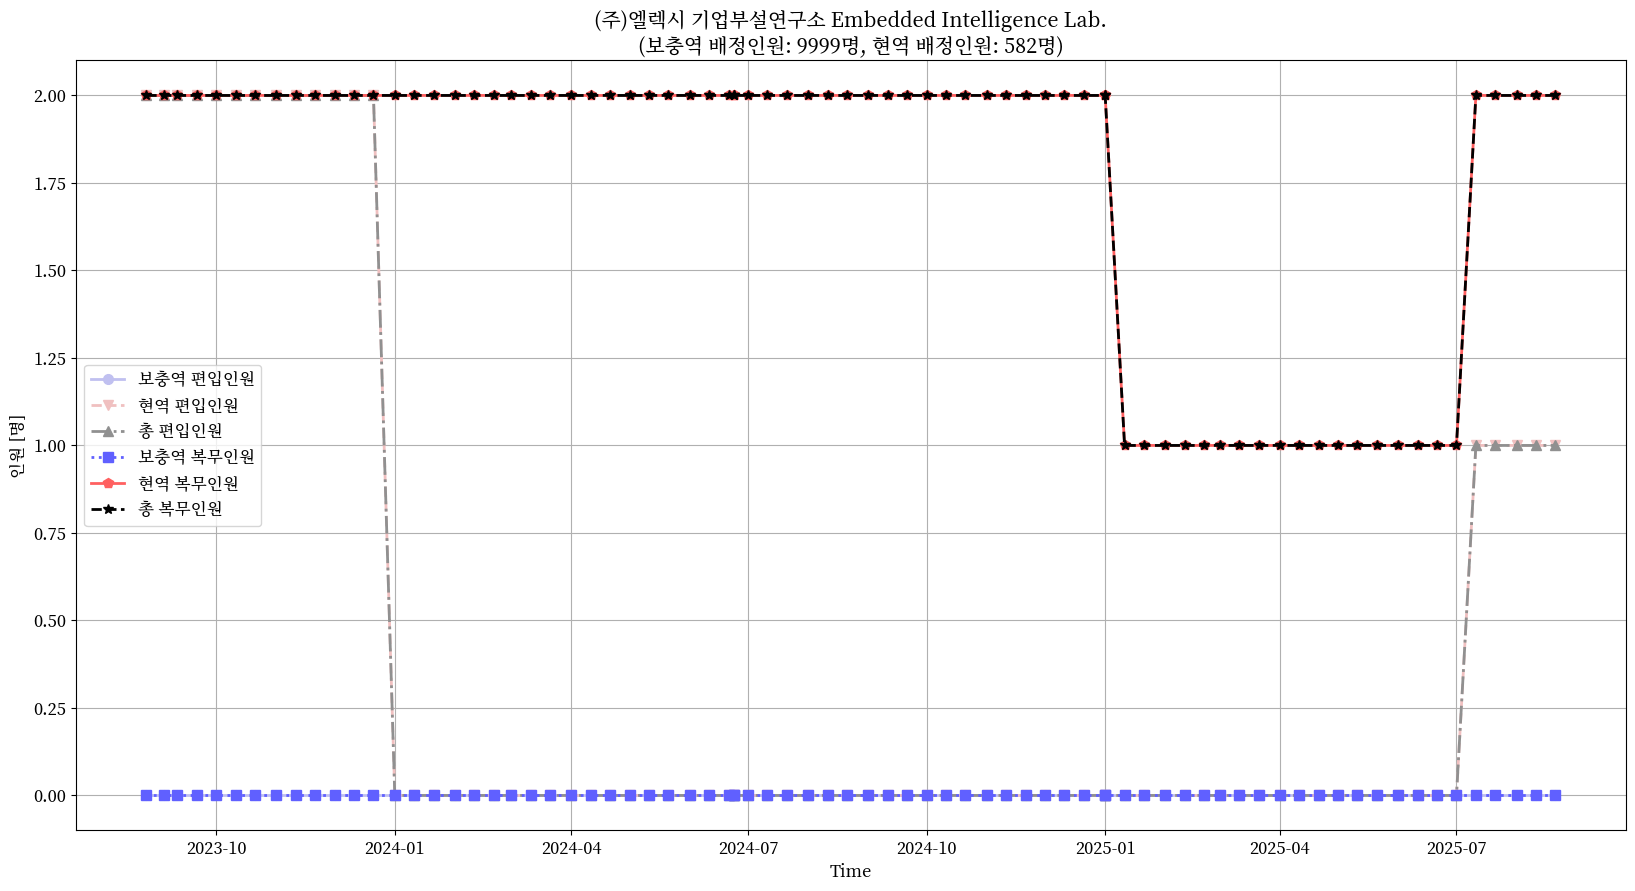 (주)엘렉시 기업부설연구소 Embedded Intelligence Lab.
(보충역 배정인원: 9999명, 현역 배정인원: 582명)
2.00
1.75
1.50
1.25
1.00
0.75
0.50
0.25
0.00
인원 [명]
보충역 편입인원
현역 편입인원
총 편입인원
보충역 복무인원
현역 복무인원
총 복무인원
2023-10
2024-01
2024-04
2024-07
2024-10
2025-01
2025-04
2025-07
Time